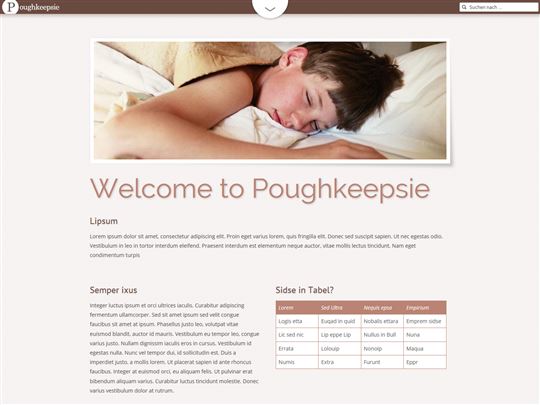 Poughkeepsie
Suchen nach ...
Welcome to Poughkeepsie
Lipsum
Lorem ipsum dolor sit amet, consectetur adipiscing elit. Proin eget varius lorem, quis fringilla elit. Donec sed suscipit sapien. Ut nec egestas odio.
Vestibulum in leo in tortor interdum eleifend. Praesent interdum est elementum neque auctor, vitae mollis lectus tincidunt. Nam eget
condimentum turpis
Semper ixus
Integer luctus ipsum et orci ultrices iaculis. Curabitur adipiscing
fermentum ullamcorper. Sed sit amet ipsum sed velit congue
faucibus sit amet at ipsum. Phasellus justo leo, volutpat vitae
euismod blandit, auctor id mauris. Vestibulum eu tempor leo, congue
varius justo. Nullam dignissim iaculis eros in cursus. Vestibulum id
egestas nulla. Nunc vel tempor dui, id sollicitudin est. Duis a
imperdiet justo, a mollis lorem. Ut placerat sapien id ante rhoncus
faucibus. Integer at euismod orci, eu aliquam felis. Ut pulvinar erat
bibendum aliquam varius. Curabitur luctus tincidunt molestie. Donec
varius vestibulum dolor at rutrum.
Sidse in Tabel?
Lorem Sed Ultra Nequis epsa Empirium
Logis etta Euqad in quid Nobalis ettara Emprom sidse
Lic sed nic Lip eppe Lip Nullus in Bull Nuna
Errata Loloup Nonoip Maqua
Numis Extra Furunt Eppr